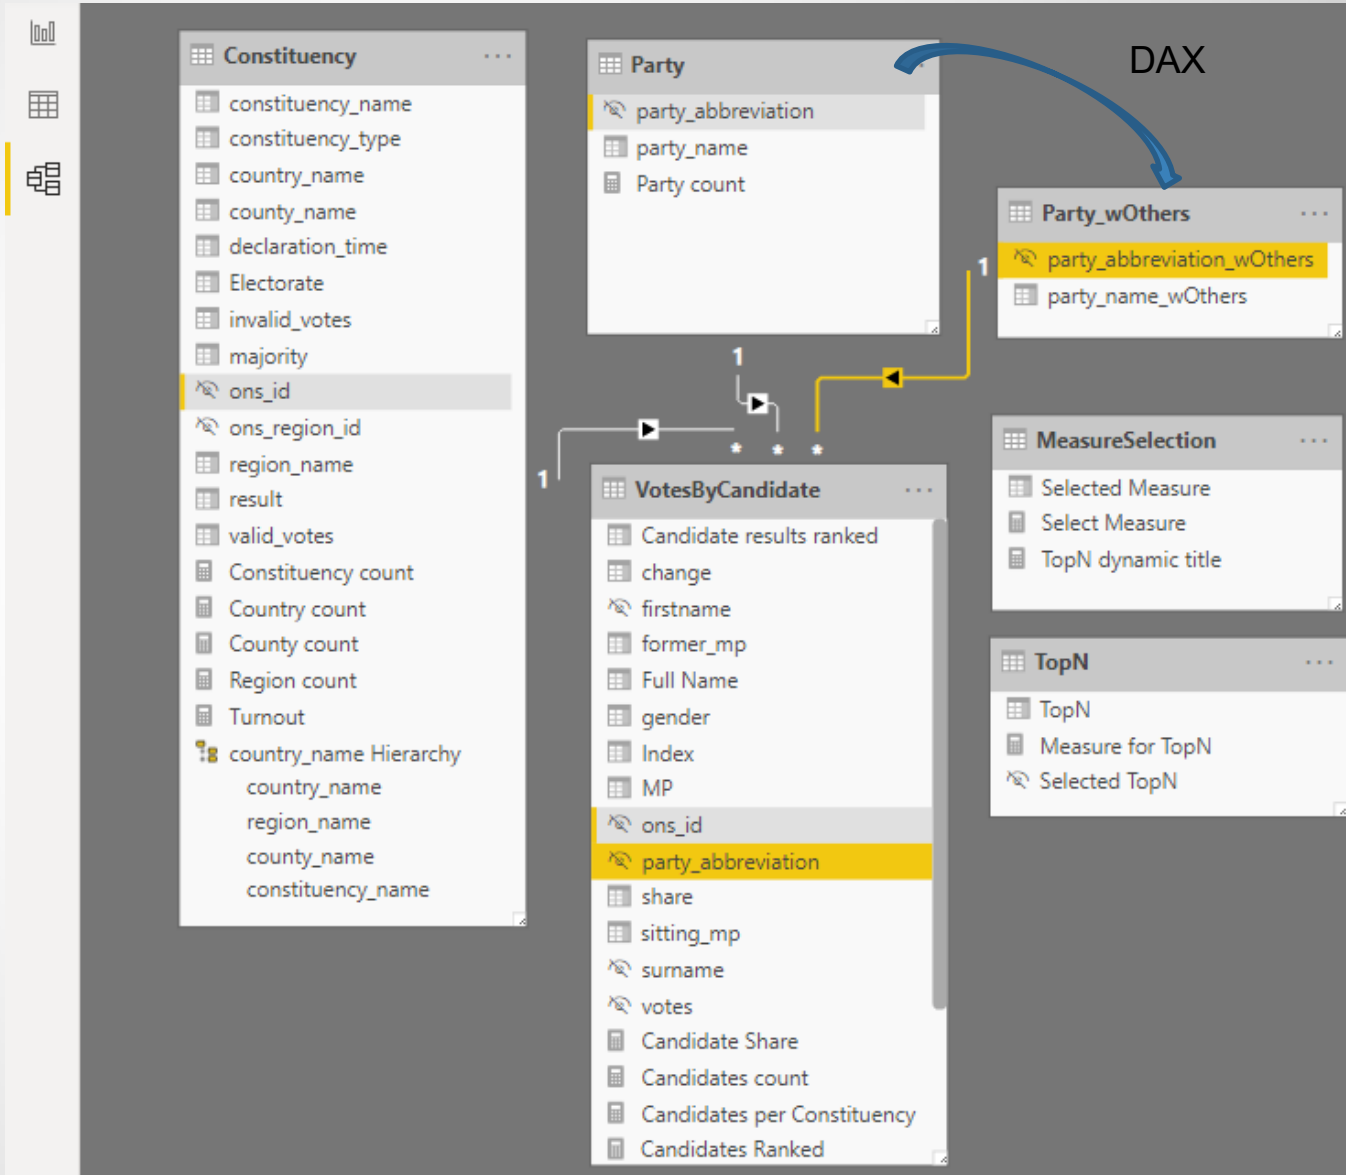 Constituency
constituency_name
constituency_type
country_name
county_name
declaration_time
Electorate
invalid_votes
majority
ons_id
ons_region_id
region_name
result
valid_votes
Constituency count
Country count
County count
Region count
Turnout
country_name Hierarchy
country_name
region_name
county_name
constituency_name
Party
party_abbreviation
party_name
Party count
DAX
Party_wOthers
party_abbreviation_wOthers
party_name_wOthers
1
1
1
*
*
*
VotesByCandidate
Candidate results ranked
change
firstname
former_mp
Full Name
gender
Index
MP
ons_id
party_abbreviation
share
sitting_mp
surname
votes
Candidate Share
Candidates count
Candidates per Constituency
Candidates Ranked
MeasureSelection
Selected Measure
Select Measure
TopN dynamic title
TopN
TopN
Measure for TopN
Selected TopN